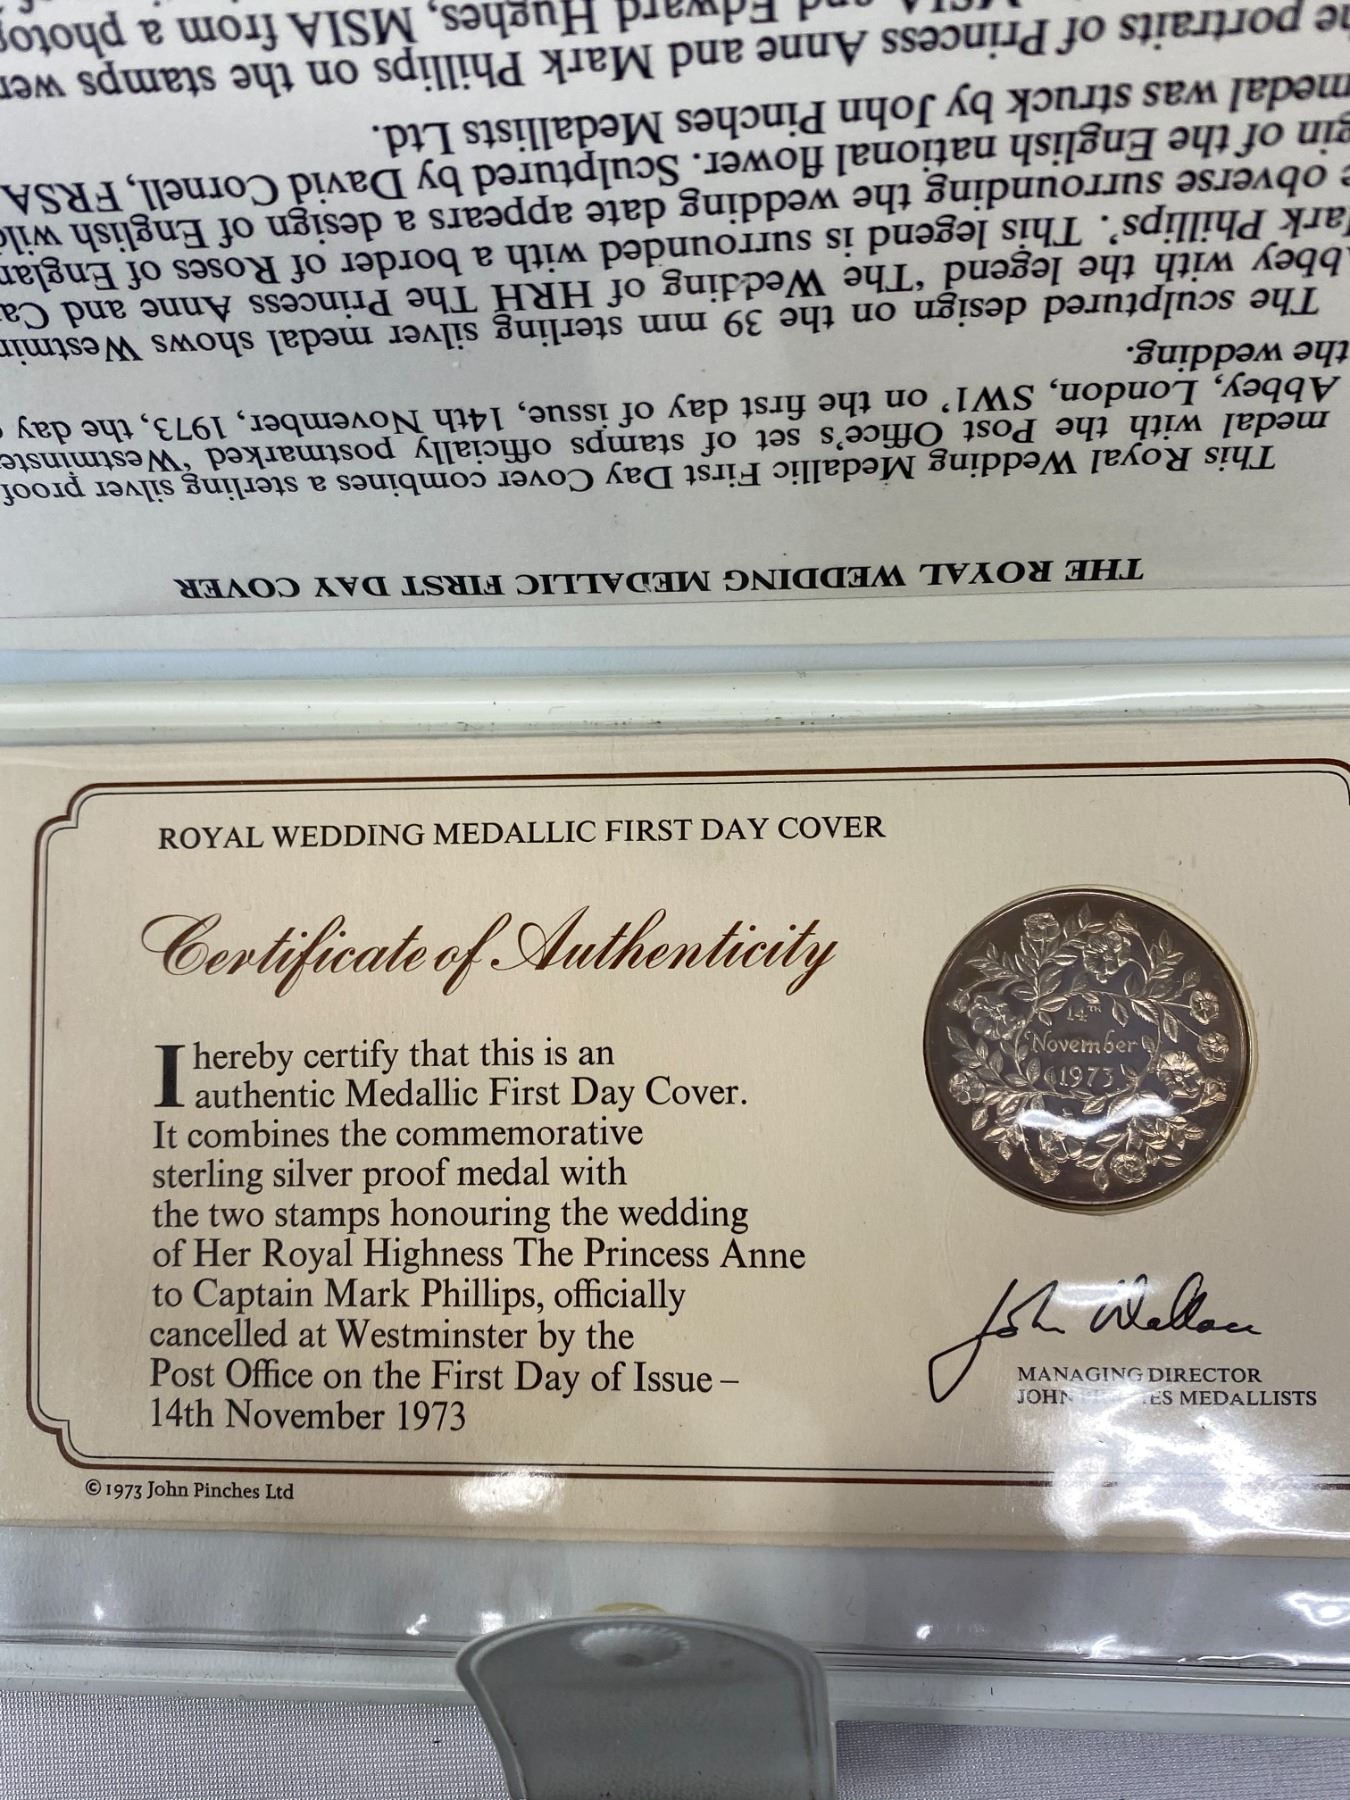 THE ROYAL WEDDING MEDALLIC FIRST DAY COVER
This Royal Wedding Medallic First Day Cover combines a sterling silver proof
medal with the Post Office's set of stamps officially postmarked 'Westminste
Abbey, London, SW1' on the first day of issue, 14th November, 1973, the day
the wedding.
The sculptured design on the 39 mm sterling silver medal shows Westmin
Abbey with the legend 'The Wedding of HRH The Princess Anne and Ca
Mark Phillips'. This legend is surrounded with a border of Roses of Englan
obverse surrounding the wedding date appears a design of English wil
gin of the English national flower. Sculptured by David Cornell, FRSA
medal was struck by John Pinches Medallists Ltd.
he portraits of Princess Anne and Mark Phillips on the stamps wer
MSIA and Edward Hughes, MSIA from a photog
ROYAL WEDDING MEDALLIC FIRST DAY COVER
Certificate of Authenticity
I hereby certify that this is an
authentic Medallic First Day Cover.
It combines the commemorative
sterling silver proof medal with
the two stamps honouring the wedding
of Her Royal Highness The Princess Anne
to Captain Mark Phillips, officially
cancelled at Westminster by the
Post Office on the First Day of Issue –
14th November 1973
14TH
November
1973
John Wallace
MANAGING DIRECTOR
JOHN PINCHES MEDALLISTS
© 1973 John Pinches Ltd